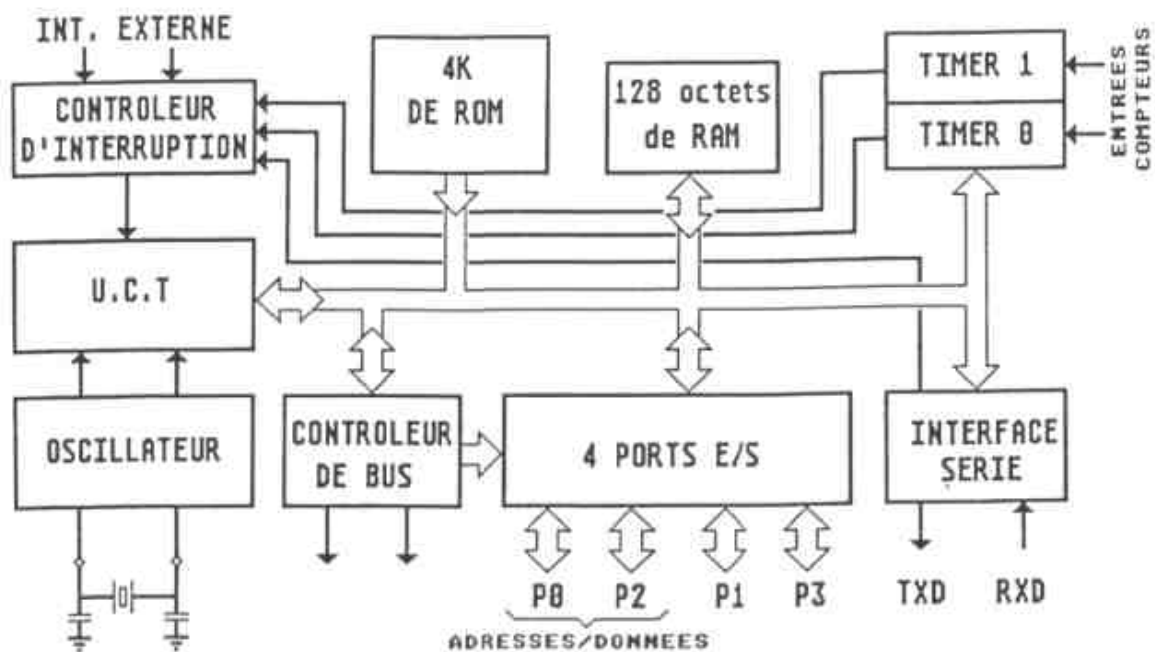 INT. EXTERNE
CONTROLEUR
D'INTERRUPTION
4K
DE ROM
128 octets
de RAM
TIMER 1
TIMER 0
ENTREES
COMPTEURS
U.C.T
OSCILLATEUR
CONTROLEUR
DE BUS
4 PORTS E/S
INTERFACE
SERIE
P0
P2
P1
P3
TXD
RXD
ADRESSES/DONNEES